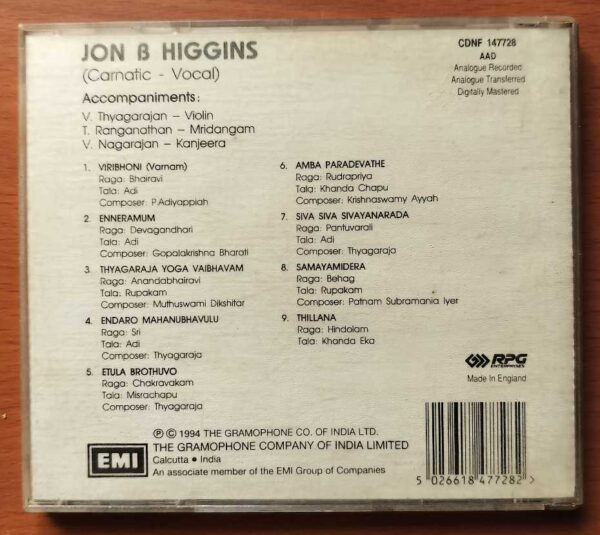 JON B HIGGINS
(Carnatic - Vocal)
Accompaniments:
V. Thyagarajan – Violin
T. Ranganathan – Mridangam
V. Nagarajan – Kanjeera
CDNF 147728
AAD
Analogue Recorded
Analogue Transferred
Digitally Mastered
1. VIRIBHONI (Varnam)
Raga: Bhairavi
Tala: Adi
Composer: P.Adiyappiah
2. ENNERAMUM
Raga: Devagandhari
Tala: Adi
Composer: Gopalakrishna Bharati
3. THYAGARAJA YOGA VAIBHAVAM
Raga: Anandabhairavi
Tala: Rupakam
Composer: Muthuswami Dikshitar
4. ENDARO MAHANUBHAVULU
Raga: Sri
Tala: Adi
Composer: Thyagaraja
5. ETULA BROTHUVO
Raga: Chakravakam
Tala: Misrachapu
Composer: Thyagaraja
6. AMBA PARADEVATHE
Raga: Rudrapriya
Tala: Khanda Chapu
Composer: Krishnaswamy Ayyah
7. SIVA SIVA SIVAYANARADA
Raga: Pantuvarali
Tala: Adi
Composer: Thyagaraja
8. SAMAYAMIDERA
Raga: Behag
Tala: Rupakam
Composer: Patnam Subramania Iyer
9. THILLANA
Raga: Hindolam
Tala: Khanda Eka
RPG
ENTERPRISES
Made In England
℗ © 1994 THE GRAMOPHONE CO. OF INDIA LTD.
THE GRAMOPHONE COMPANY OF INDIA LIMITED
Calcutta • India
An associate member of the EMI Group of Companies
EMI
5 026618 477282 >